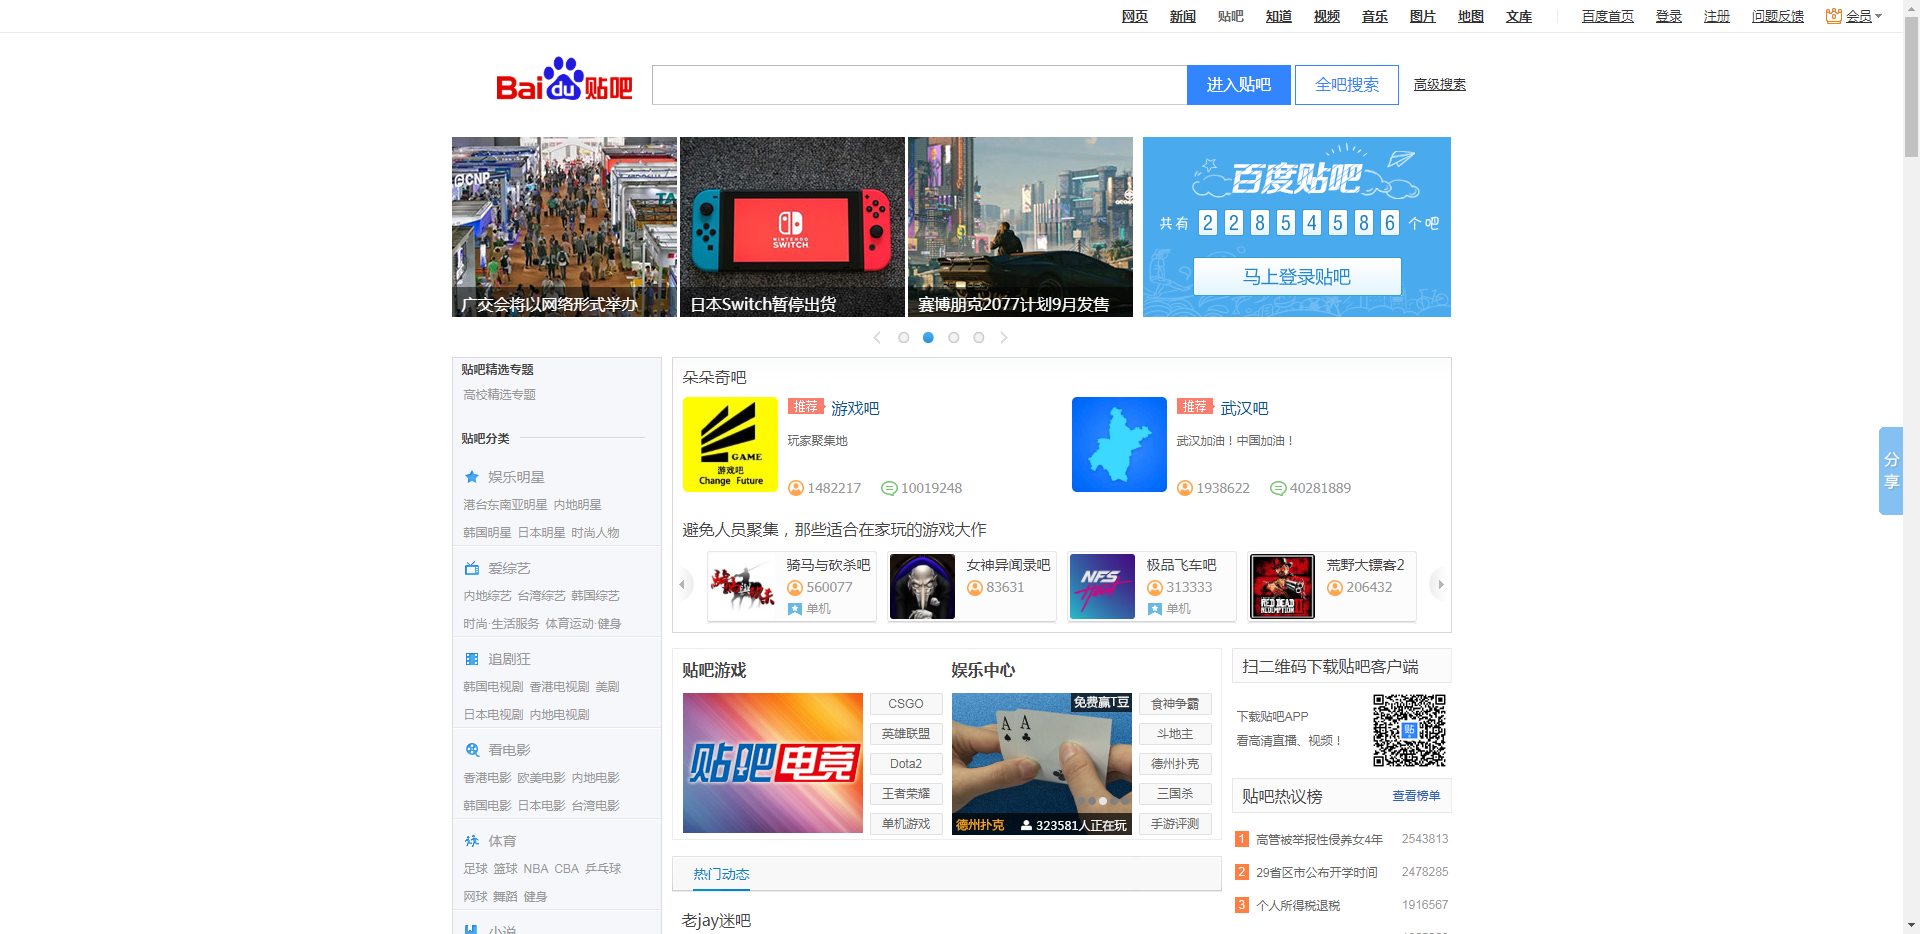 网页 新闻 贴吧 知道 视频 音乐 图片 地图 文库 百度首页 登录 注册 问题反馈 会员
Bai du 贴吧
进入贴吧 全吧搜索 高级搜索
广交会将以网络形式举办
NINTENDO
SWITCH
日本Switch暂停出货
赛博朋克2077计划9月发售
百度贴吧
共有 2 2 8 5 4 5 8 6 个吧
马上登录贴吧
贴吧精选专题
高校精选专题
贴吧分类
娱乐明星
港台东南亚明星 内地明星
韩国明星 日本明星 时尚人物
爱综艺
内地综艺 台湾综艺 韩国综艺
时尚·生活服务 体育运动·健身
追剧狂
韩国电视剧 香港电视剧 美剧
日本电视剧 内地电视剧
看电影
香港电影 欧美电影 内地电影
韩国电影 日本电影 台湾电影
体育
足球 篮球 NBA CBA 乒乓球
网球 舞蹈 健身
小说
朵朵奇吧
GAME
游戏吧
Change Future
推荐 游戏吧
玩家聚集地
1482217 10019248
推荐 武汉吧
武汉加油！中国加油！
1938622 40281889
避免人员聚集，那些适合在家玩的游戏大作
骑马与砍杀吧
560077
单机
女神异闻录吧
83631
NFS
Heat
极品飞车吧
313333
单机
RED DEAD
REDEMPTION II
荒野大镖客2
206432
贴吧游戏
贴吧电竞
CSGO
英雄联盟
Dota2
王者荣耀
单机游戏
娱乐中心
免费赢T豆
A A
德州扑克 323581人正在玩
食神争霸
斗地主
德州扑克
三国杀
手游评测
热门动态
老jay迷吧
扫二维码下载贴吧客户端
下载贴吧APP
看高清直播、视频！
贴
贴吧热议榜 查看榜单
1 高管被举报性侵养女4年 2543813
2 29省区市公布开学时间 2478285
3 个人所得税退税 1916567
分享